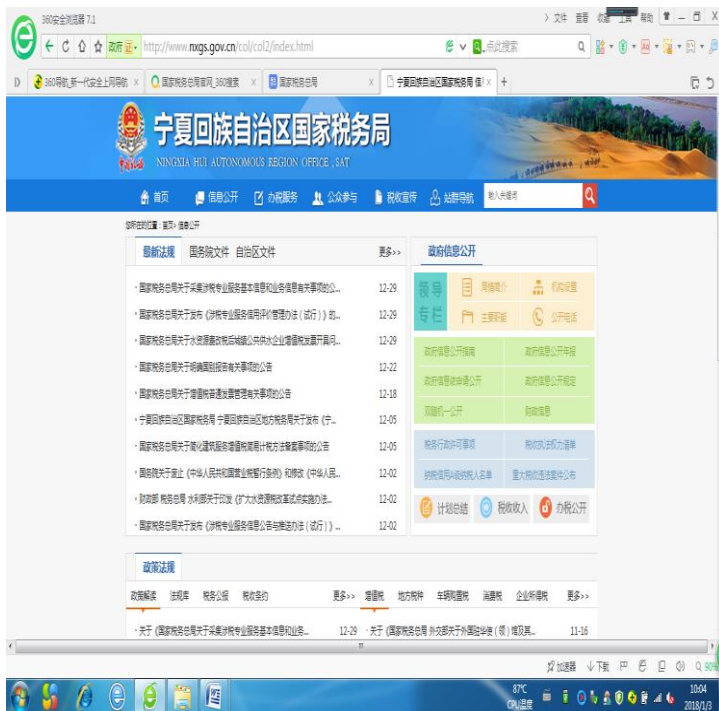 360安全浏览器 7.1
文件 查看 收藏 工具 帮助
政府 证 http://www.nxgs.gov.cn/col/col2/index.html
点此搜索
360导航_新一代安全上网导航
国家税务总局官网_360搜索
国家税务总局
宁夏回族自治区国家税务局 信
宁夏回族自治区国家税务局
NINGXIA HUI AUTONOMOUS REGION OFFICE ,SAT
中国税务
首页 信息公开 办税服务 公众参与 税收宣传 站群导航 输入关键词
您所在的位置：首页> 信息公开
最新法规 国务院文件 自治区文件 更多>>
· 国家税务总局关于采集涉税专业服务基本信息和业务信息有关事项的公... 12-29
· 国家税务总局关于发布《涉税专业服务信用评价管理办法（试行）》的... 12-29
· 国家税务总局关于水资源费改税后城镇公共供水企业增值税发票开具问... 12-29
· 国家税务总局关于明确国别报告有关事项的公告 12-22
· 国家税务总局关于增值税普通发票管理有关事项的公告 12-18
· 宁夏回族自治区国家税务局 宁夏回族自治区地方税务局关于发布《宁... 12-05
· 国家税务总局关于简化建筑服务增值税简易计税方法备案事项的公告 12-05
· 国务院关于废止《中华人民共和国营业税暂行条例》和修改《中华人民... 12-02
· 财政部 税务总局 水利部关于印发《扩大水资源税改革试点实施办法... 12-02
· 国家税务总局关于发布《涉税专业服务信息公告与推送办法（试行）》... 12-02
政府信息公开
领导专栏
局领导简介 机构设置
主要职能 公开电话
政府信息公开指南 政府信息公开年报
政府信息依申请公开 政府信息公开规定
双随机一公开 财政信息
税务行政许可事项 税收执法权力清单
纳税信用A级纳税人名单 重大税收违法案件公布
计划总结 税收收入 办税公开
政策法规
政策解读 法规库 税务公报 税收条约 更多>>
增值税 地方税种 车辆购置税 消费税 企业所得税 更多>>
· 关于《国家税务总局关于采集涉税专业服务基本信息和业务... 12-29
· 关于《国家税务总局 外交部关于外国驻华使（领）馆及其... 11-16
加速器 下载 90%
87℃
CPU温度
10:04
2018/1/3